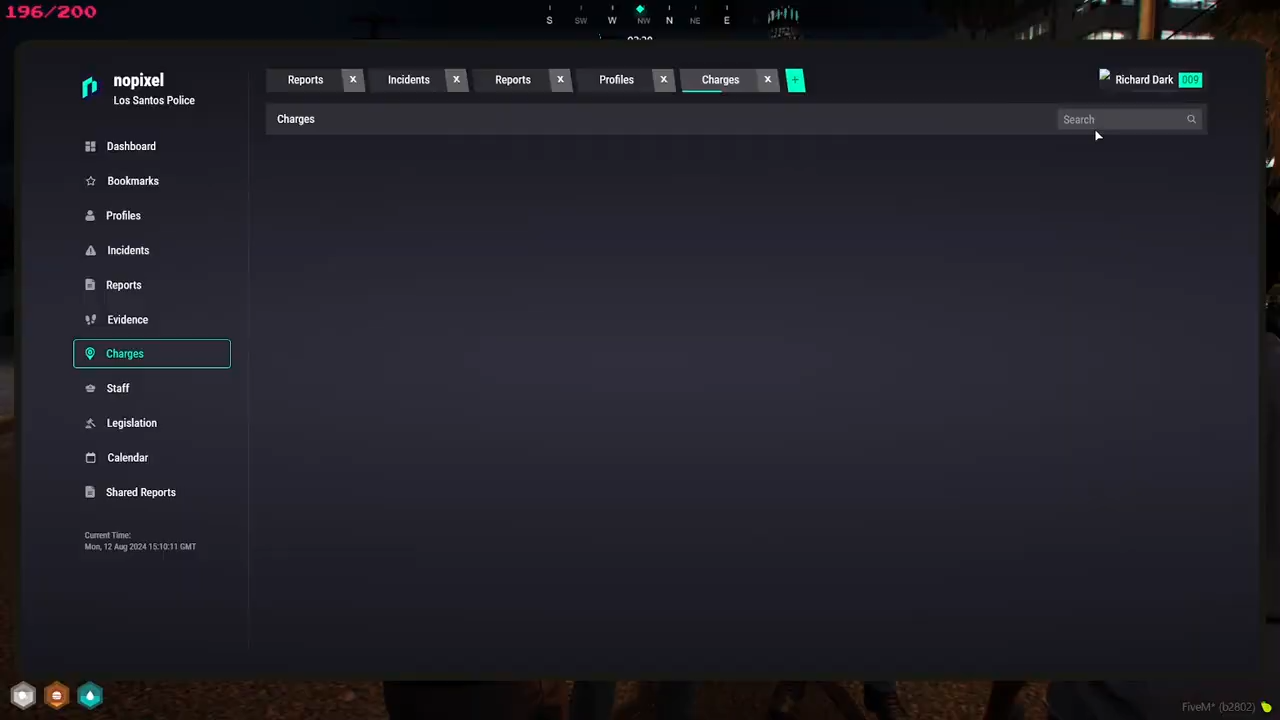 196/200
S SW W NW N NE E
nopixel
Los Santos Police
Reports x Incidents x Reports x Profiles x Charges x +
Richard Dark 009
Charges
Search
Dashboard
Bookmarks
Profiles
Incidents
Reports
Evidence
Charges
Staff
Legislation
Calendar
Shared Reports
Current Time:
Mon, 12 Aug 2024 15:10:11 GMT
FiveM* (b2802)